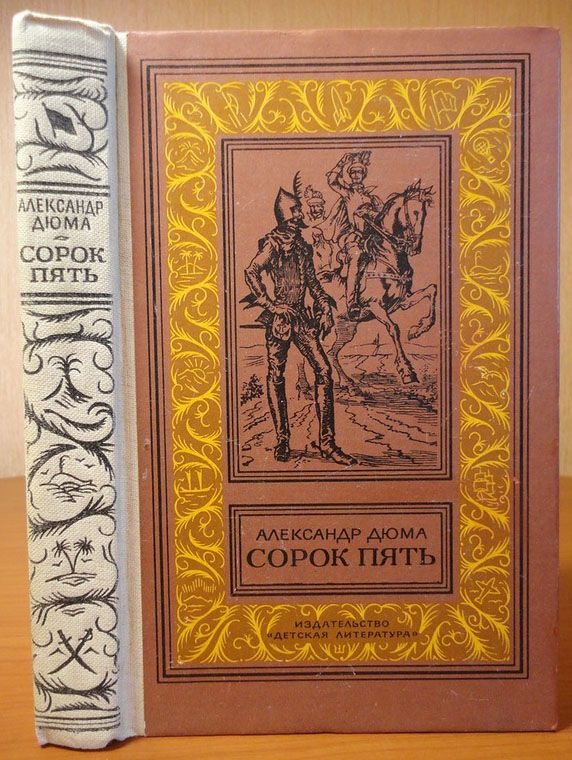 АЛЕКСАНДР
ДЮМА
СОРОК
ПЯТЬ
АЛЕКСАНДР ДЮМА
СОРОК ПЯТЬ
ИЗДАТЕЛЬСТВО
«ДЕТСКАЯ ЛИТЕРАТУРА»